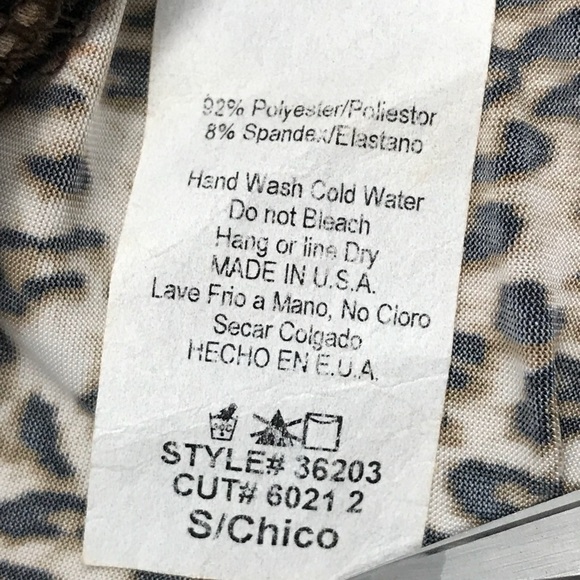 92% Polyester/Poliestor
8% Spandex/Elastano
Hand Wash Cold Water
Do not Bleach
Hang or line Dry
MADE IN U.S.A.
Lave Frio a Mano, No Cloro
Secar Colgado
HECHO EN E.U.A.
STYLE# 36203
CUT# 6021 2
S/Chico